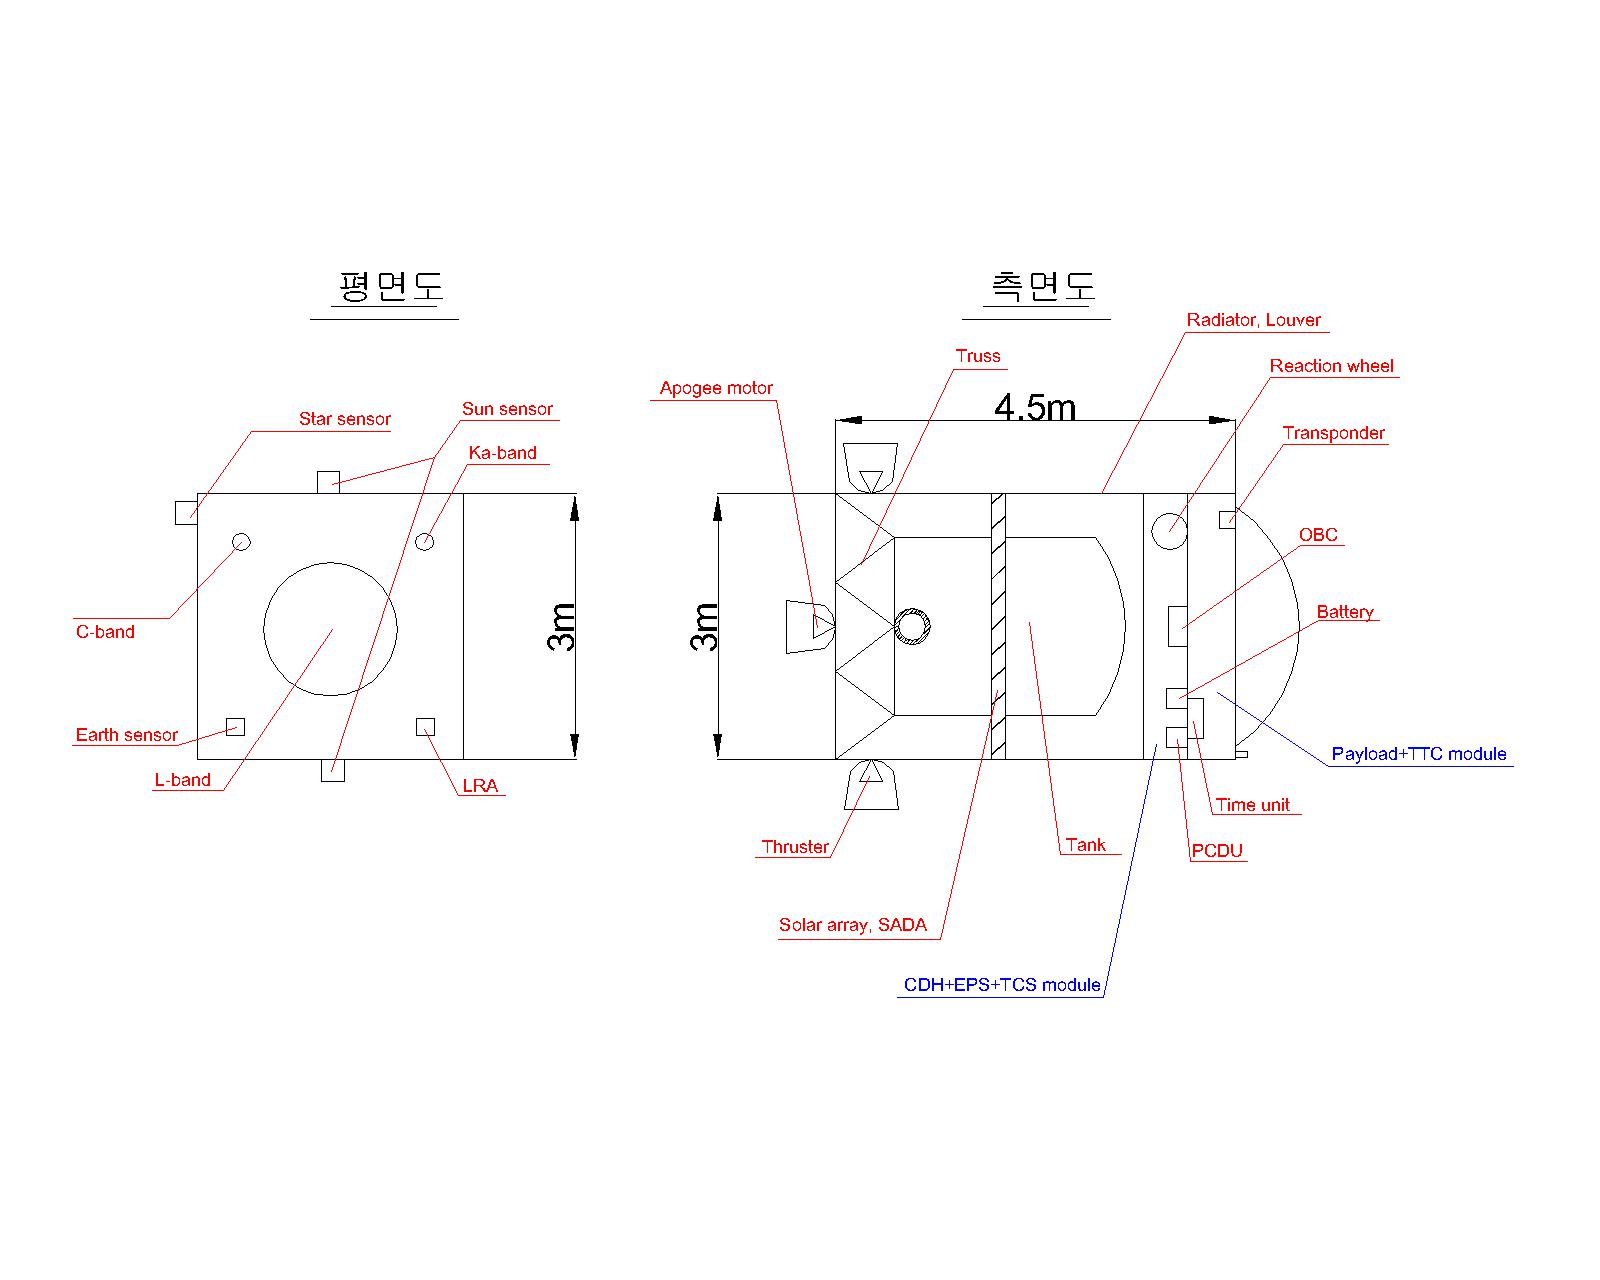 평면도
측면도
Radiator, Louver
Truss
Reaction wheel
Apogee motor
4.5m
Star sensor
Sun sensor
Transponder
Ka-band
OBC
3m
3m
Battery
C-band
Earth sensor
L-band
LRA
Payload+TTC module
Time unit
Thruster
Tank
PCDU
Solar array, SADA
CDH+EPS+TCS module